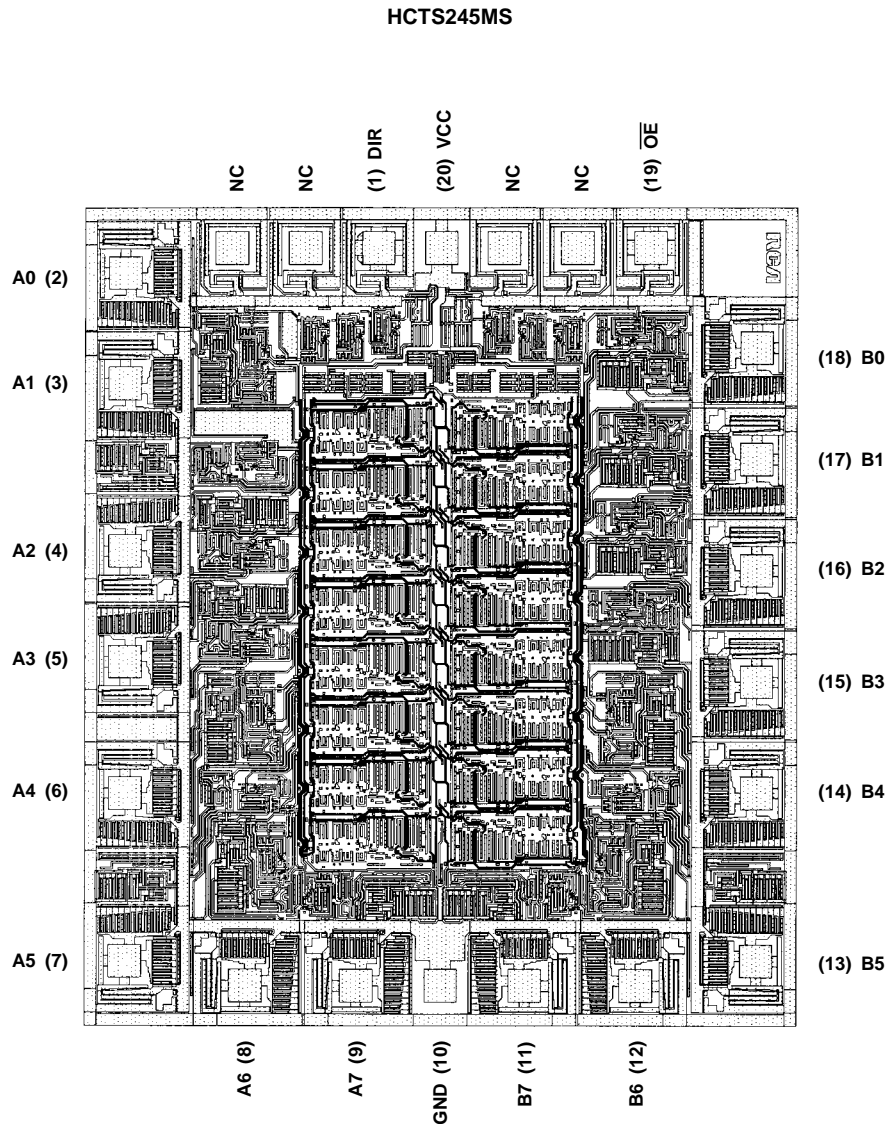 HCTS245MS
NC
NC
(1) DIR
(20) VCC
NC
NC
(19) O̅E̅
RCA
A0 (2)
A1 (3)
A2 (4)
A3 (5)
A4 (6)
A5 (7)
(18) B0
(17) B1
(16) B2
(15) B3
(14) B4
(13) B5
A6 (8)
A7 (9)
GND (10)
B7 (11)
B6 (12)